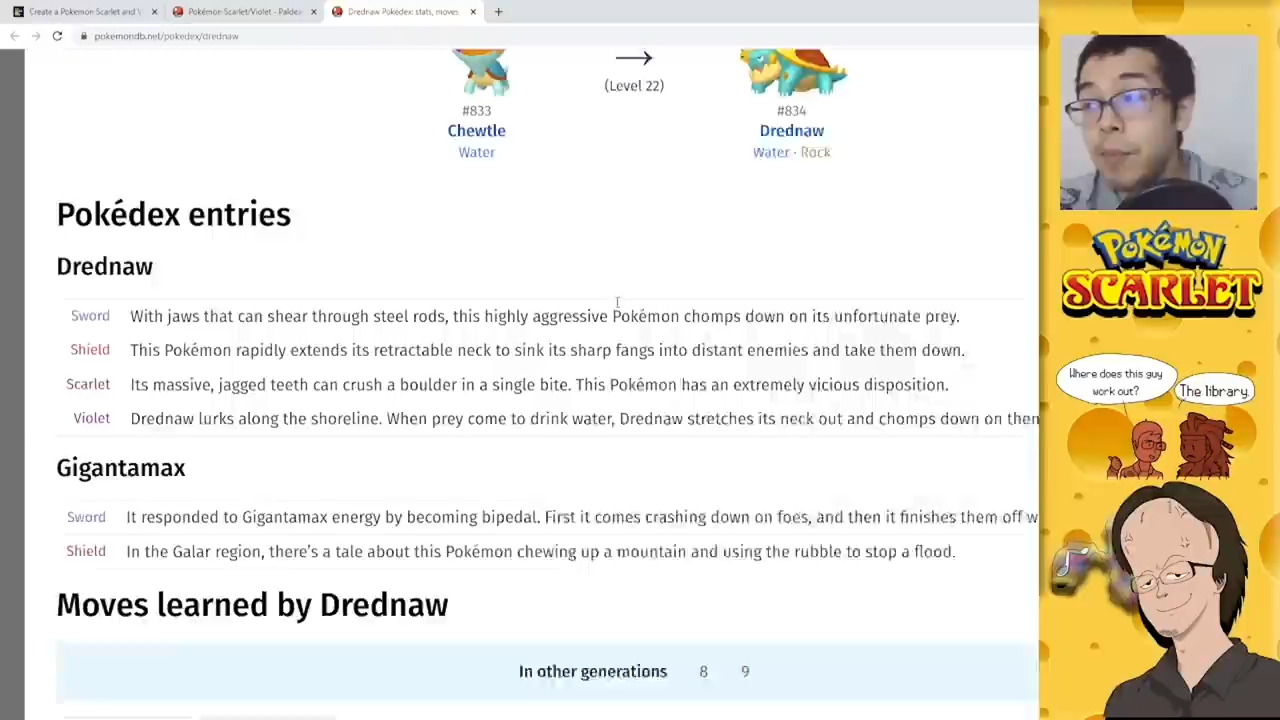 Create a Pokemon Scarlet and V
Pokémon Scarlet/Violet - Paldea
Drednaw Pokédex: stats, moves
pokemondb.net/pokedex/drednaw
→
(Level 22)
#833
#834
Chewtle
Drednaw
Water
Water · Rock
Pokédex entries
Drednaw
Sword With jaws that can shear through steel rods, this highly aggressive Pokémon chomps down on its unfortunate prey.
Shield This Pokémon rapidly extends its retractable neck to sink its sharp fangs into distant enemies and take them down.
Scarlet Its massive, jagged teeth can crush a boulder in a single bite. This Pokémon has an extremely vicious disposition.
Violet Drednaw lurks along the shoreline. When prey come to drink water, Drednaw stretches its neck out and chomps down on then
Gigantamax
Sword It responded to Gigantamax energy by becoming bipedal. First it comes crashing down on foes, and then it finishes them off w
Shield In the Galar region, there's a tale about this Pokémon chewing up a mountain and using the rubble to stop a flood.
Moves learned by Drednaw
In other generations 8 9
POKéMON
SCARLET
Where does this guy
work out?
The library.